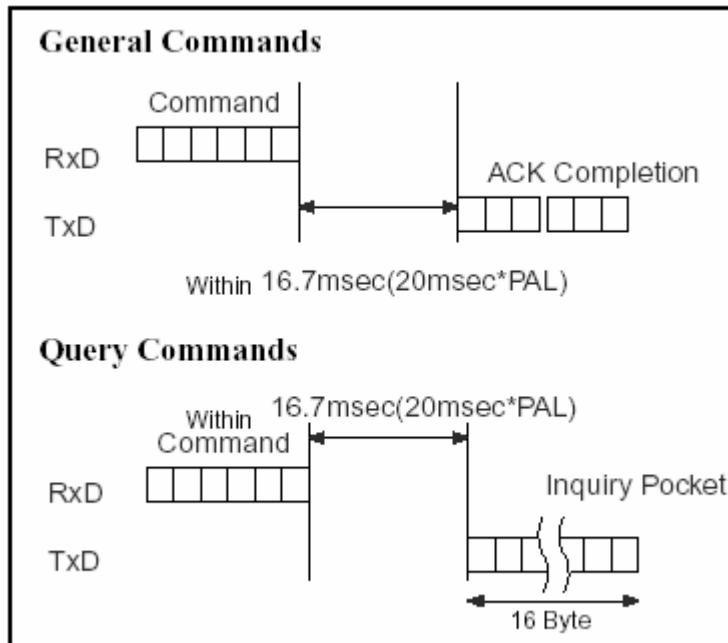 General Commands
Command
RxD
ACK Completion
TxD
Within 16.7msec(20msec*PAL)
Query Commands
Within 16.7msec(20msec*PAL)
Command
RxD
Inquiry Pocket
TxD
16 Byte